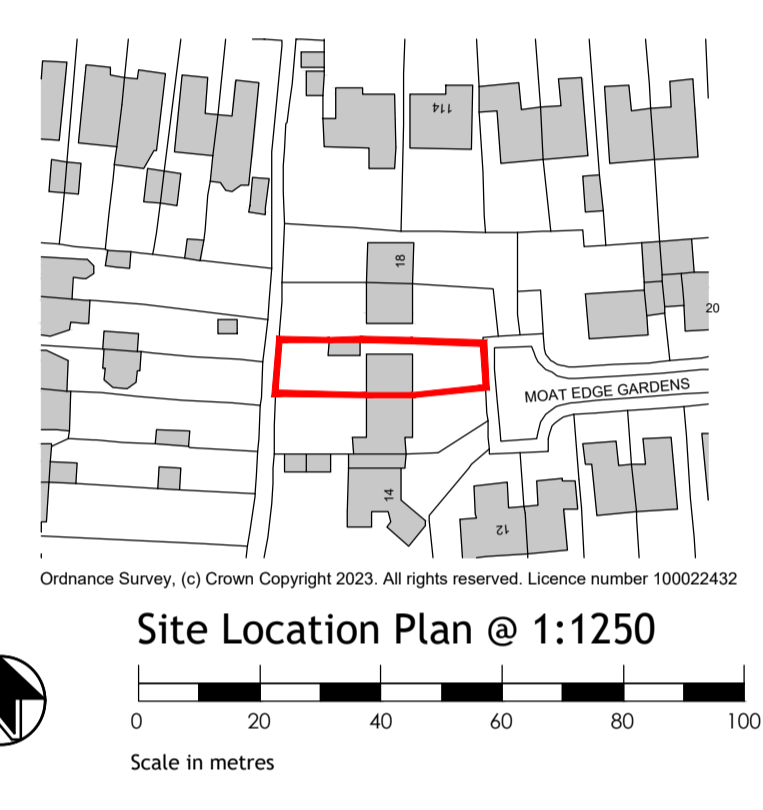 114
18
20
MOAT EDGE GARDENS
14
12
Ordnance Survey, (c) Crown Copyright 2023. All rights reserved. Licence number 100022432
Site Location Plan @ 1:1250
N
0 20 40 60 80 100
Scale in metres